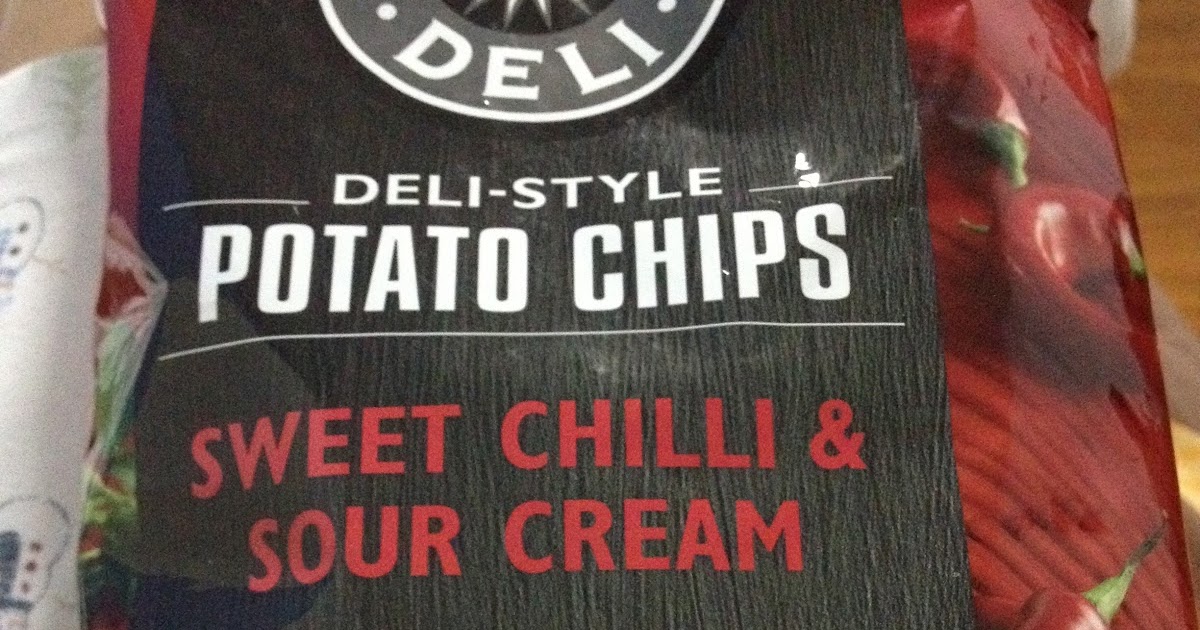 DELI
DELI-STYLE
POTATO CHIPS
SWEET CHILLI &
SOUR CREAM